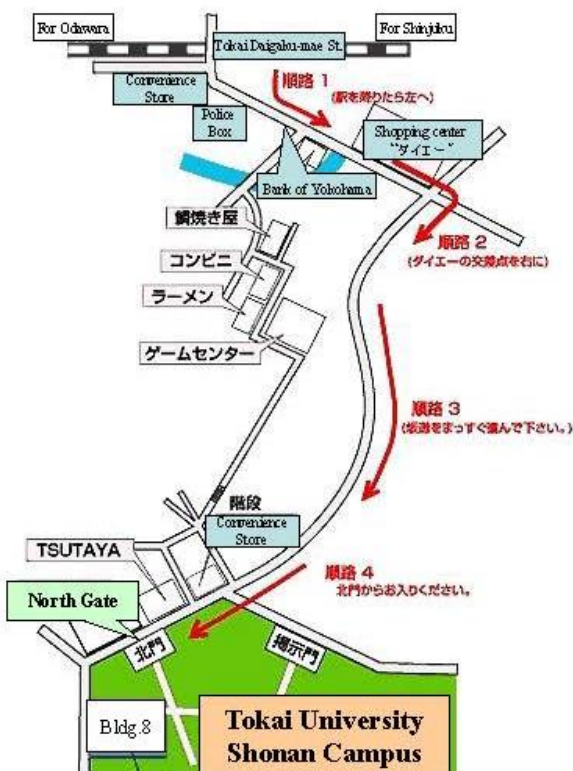 For Odawara
For Shinjuku
Tokai Daigaku-mae St.
Convenience
Store
順路 1
(駅を降りたら左へ)
Police
Box
Shopping center
"ダイエー"
Bank of Yokohama
鯛焼き屋
順路 2
(ダイエーの交差点を右に)
コンビニ
ラーメン
ゲームセンター
順路 3
(坂道をまっすぐ進んで下さい。)
階段
Convenience
Store
TSUTAYA
順路 4
北門からお入りください。
North Gate
北門
掲示門
Bldg.8
Tokai University
Shonan Campus